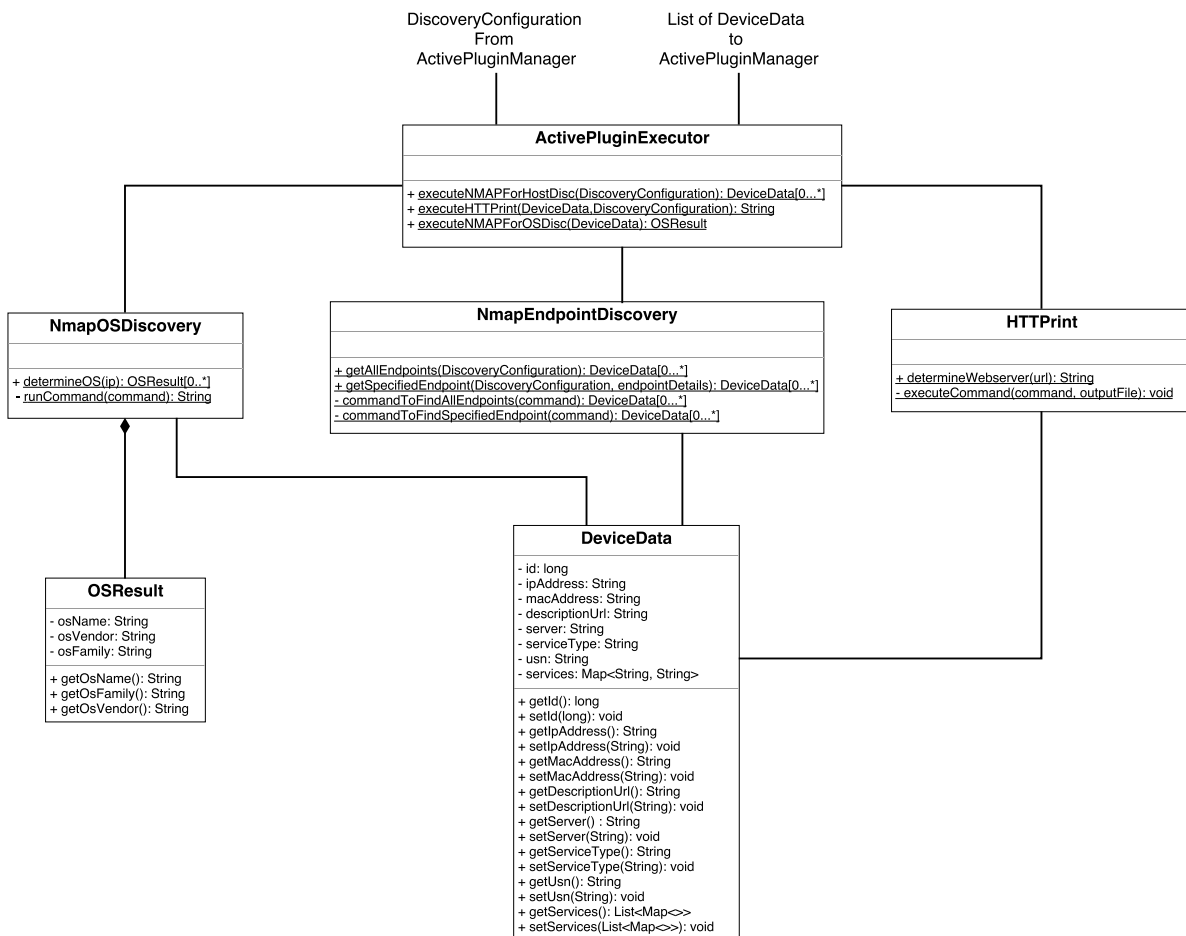 DiscoveryConfiguration
From
ActivePluginManager
List of DeviceData
to
ActivePluginManager
ActivePluginExecutor
+ executeNMAPForHostDisc(DiscoveryConfiguration): DeviceData[0...*]
+ executeHTTPrint(DeviceData,DiscoveryConfiguration): String
+ executeNMAPForOSDisc(DeviceData): OSResult
NmapOSDiscovery
+ determineOS(ip): OSResult[0..*]
- runCommand(command): String
NmapEndpointDiscovery
+ getAllEndpoints(DiscoveryConfiguration): DeviceData[0...*]
+ getSpecifiedEndpoint(DiscoveryConfiguration, endpointDetails): DeviceData[0...*]
- commandToFindAllEndpoints(command): DeviceData[0...*]
- commandToFindSpecifiedEndpoint(command): DeviceData[0...*]
HTTPrint
+ determineWebserver(url): String
- executeCommand(command, outputFile): void
OSResult
- osName: String
- osVendor: String
- osFamily: String
+ getOsName(): String
+ getOsFamily(): String
+ getOsVendor(): String
DeviceData
- id: long
- ipAddress: String
- macAddress: String
- descriptionUrl: String
- server: String
- serviceType: String
- usn: String
- services: Map<String, String>
+ getId(): long
+ setId(long): void
+ getIpAddress(): String
+ setIpAddress(String): void
+ getMacAddress(): String
+ setMacAddress(String): void
+ getDescriptionUrl(): String
+ setDescriptionUrl(String): void
+ getServer() : String
+ setServer(String): void
+ getServiceType(): String
+ setServiceType(String): void
+ getUsn(): String
+ setUsn(String): void
+ getServices(): List<Map<>>
+ setServices(List<Map<>>): void